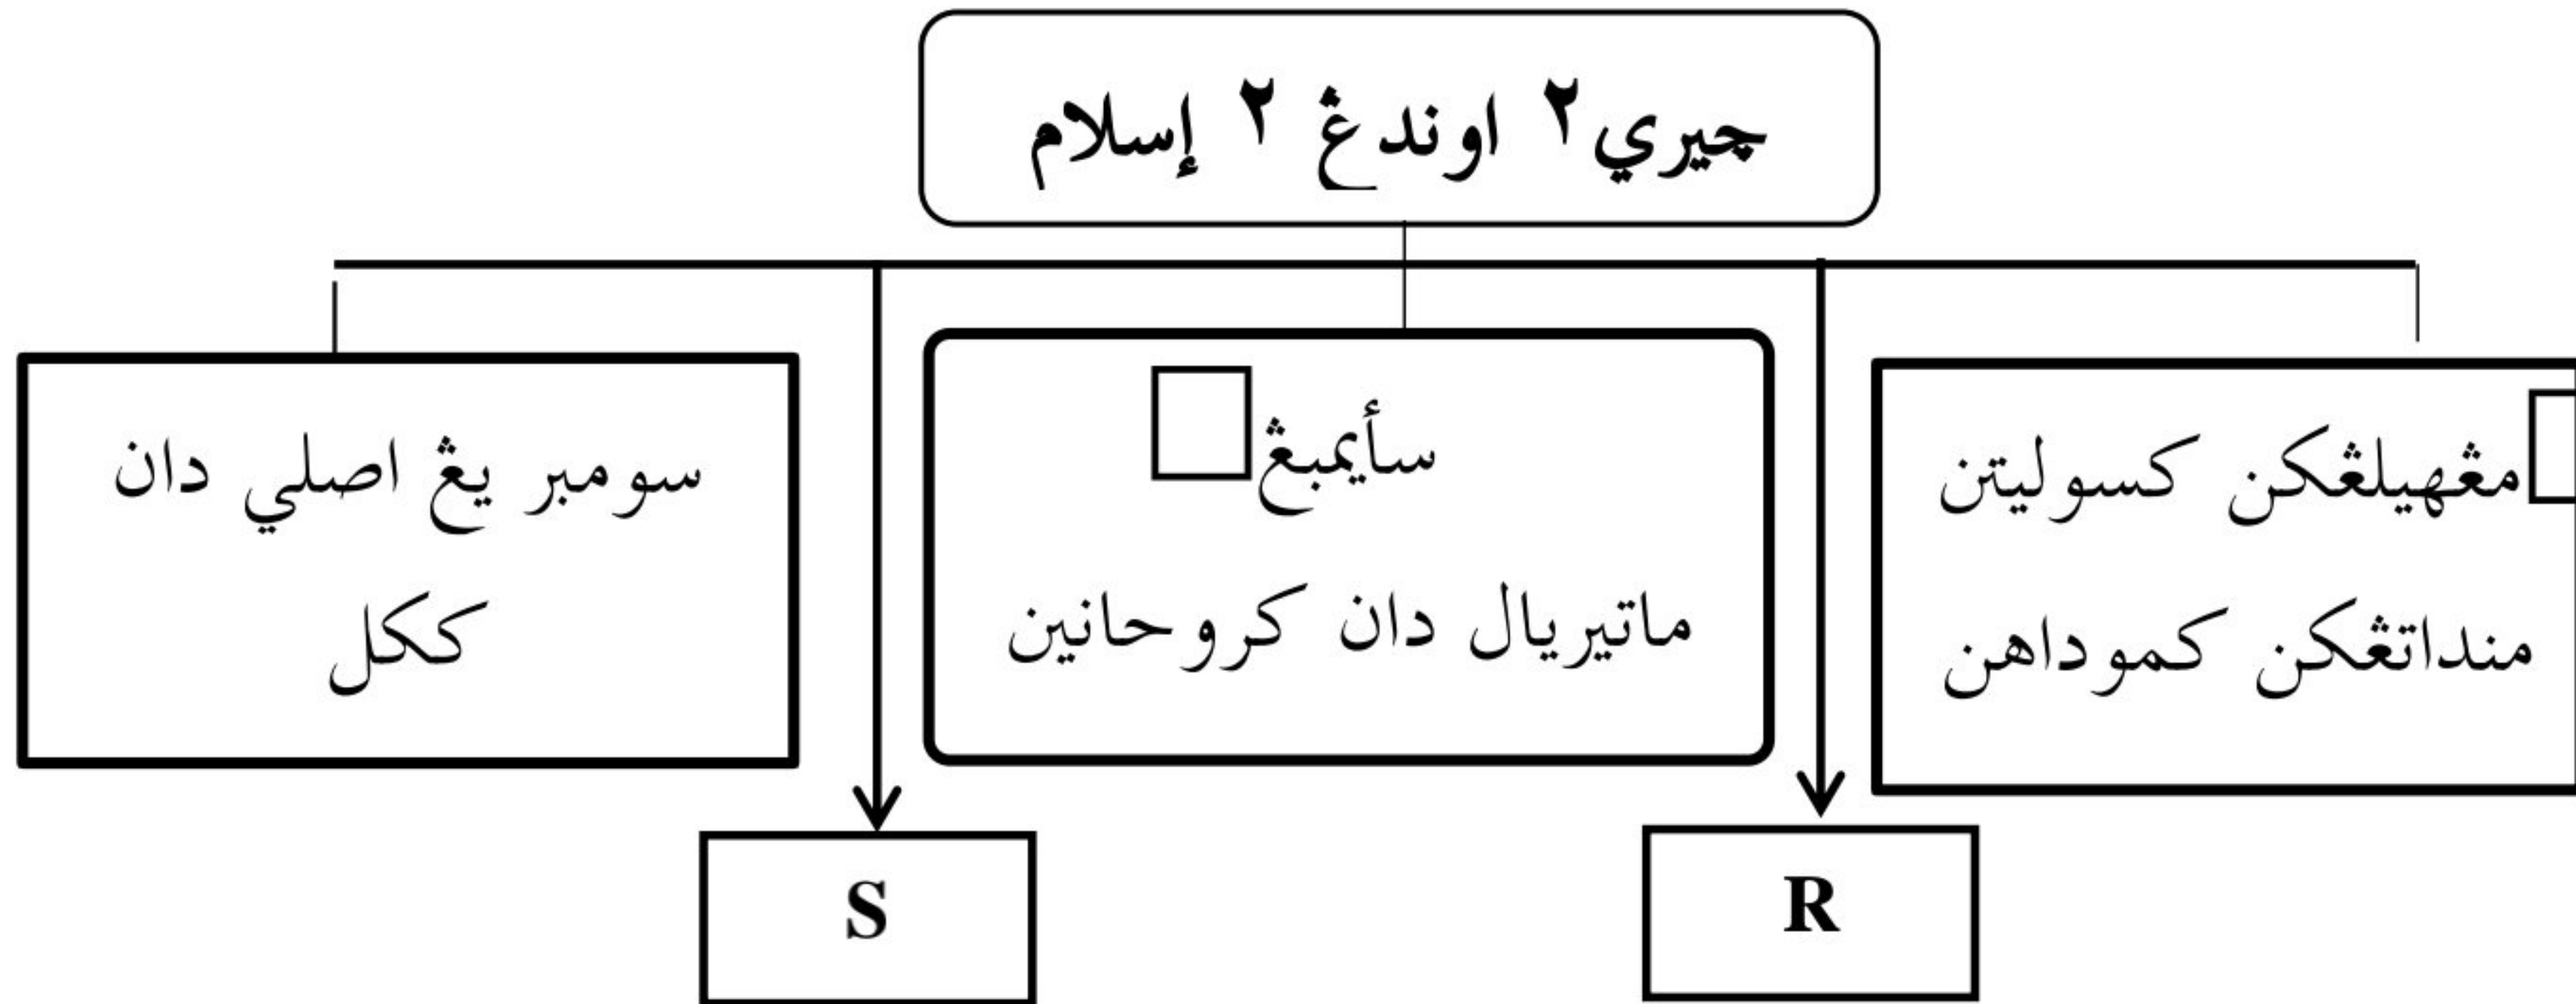 چيري٢ اوندڠ ٢ إسلام
مڠهيلڠكن كسوليتن
منداتڠكن كموداهن
سأيمبڠ
ماتيريال دان كروحانين
سومبر يڠ اصلي دان
ككل
R
S